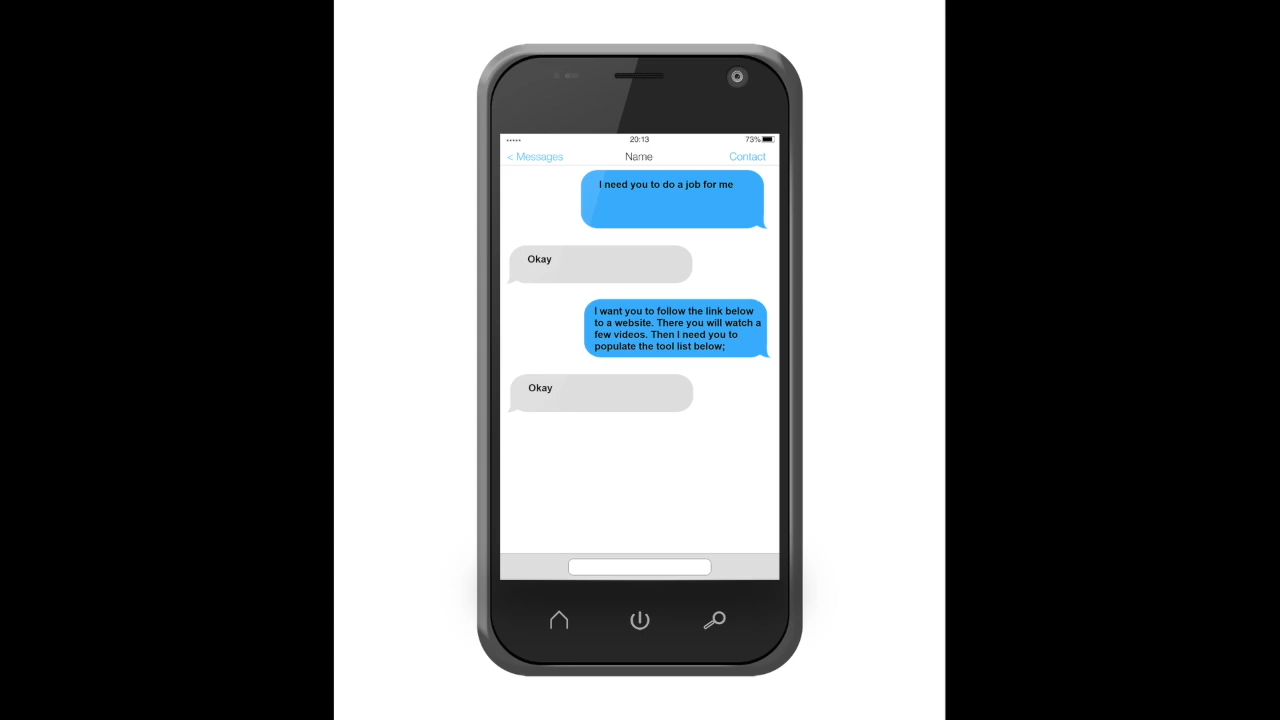 20:13
73%
< Messages
Name
Contact
I need you to do a job for me
Okay
I want you to follow the link below
to a website. There you will watch a
few videos. Then I need you to
populate the tool list below;
Okay